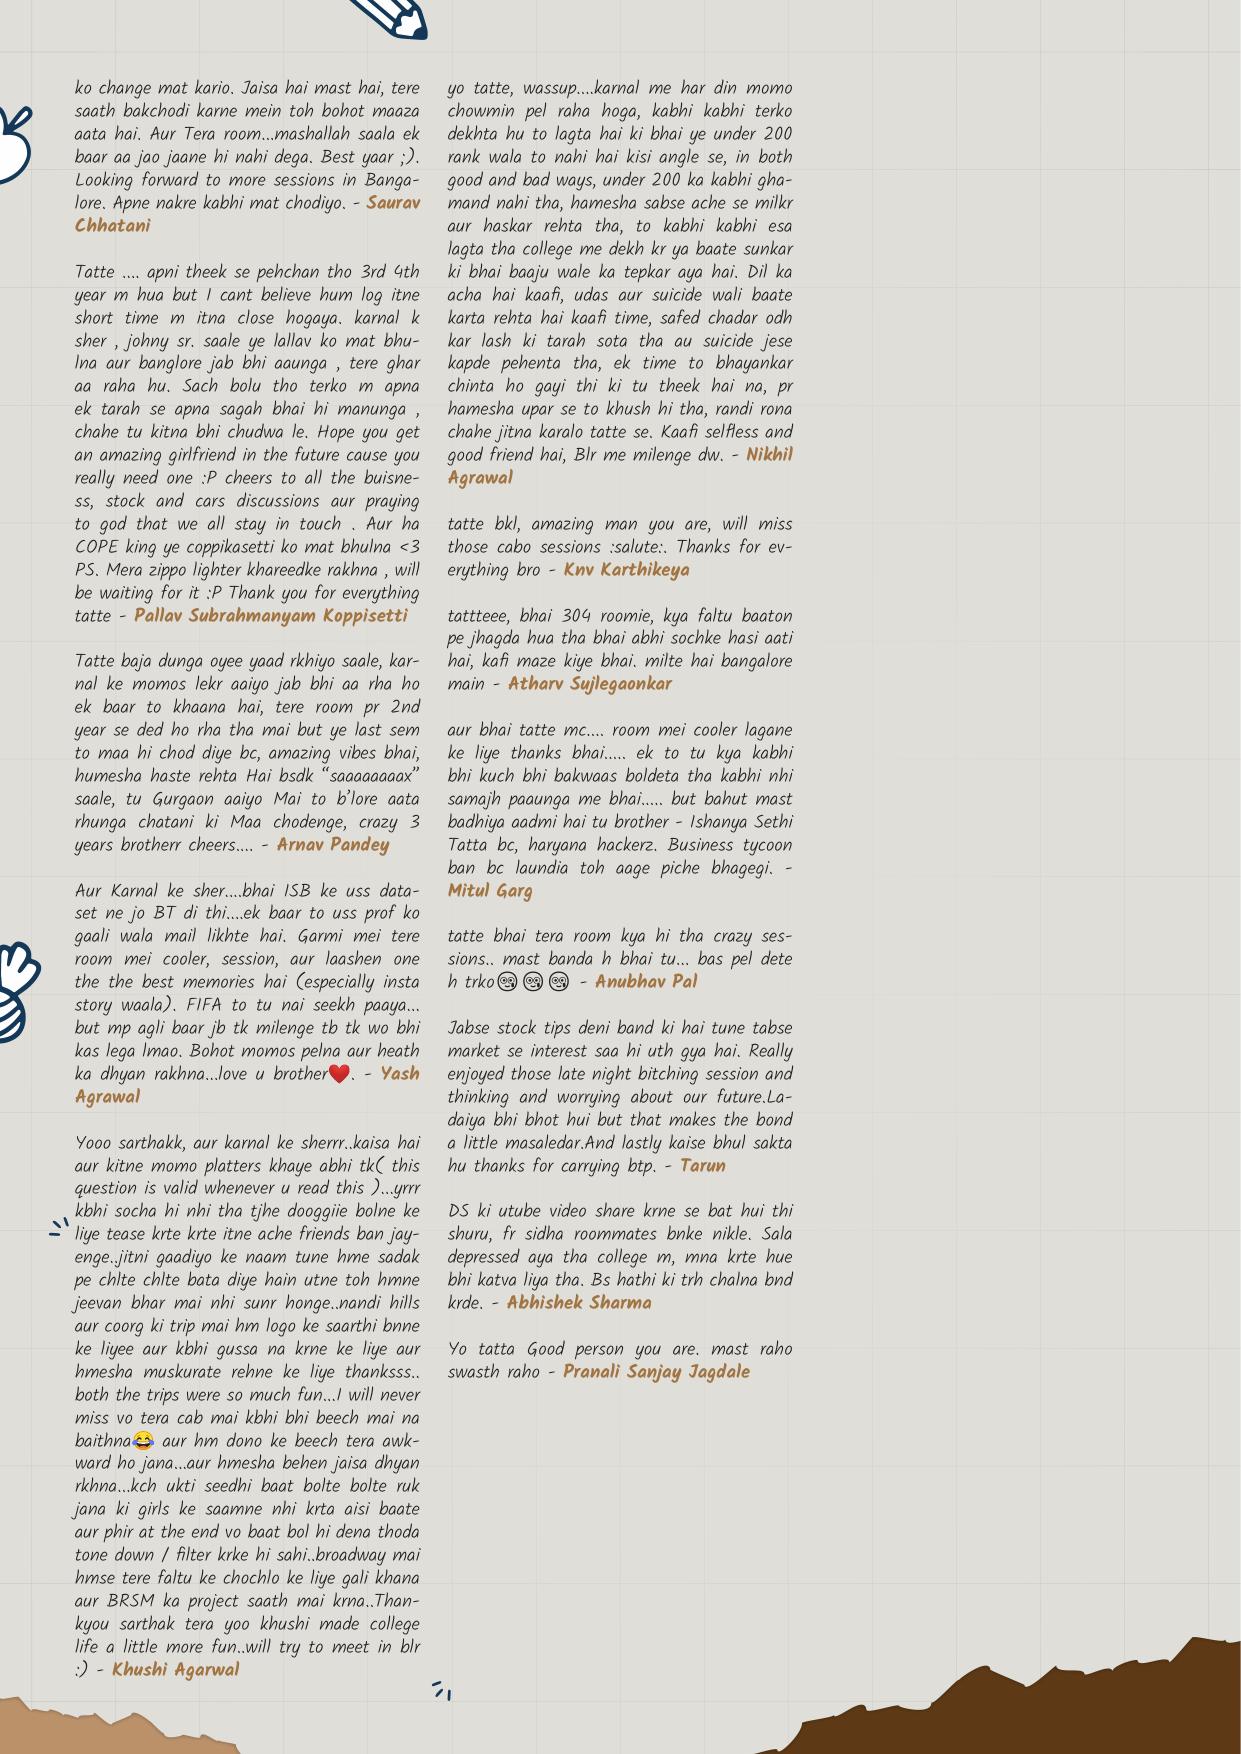 ko change mat kario. Jaisa hai mast hai, tere
saath bakchodi karne mein toh bohot maaza
aata hai. Aur Tera room...mashallah saala ek
baar aa jao jaane hi nahi dega. Best yaar ;).
Looking forward to more sessions in Banga-
lore. Apne nakre kabhi mat chodiyo. - Saurav
Chhatani
Tatte .... apni theek se pehchan tho 3rd 4th
year m hua but I cant believe hum log itne
short time m itna close hogaya. karnal k
sher , johny sr. saale ye lallav ko mat bhu-
lna aur banglore jab bhi aaunga , tere ghar
aa raha hu. Sach bolu tho terko m apna
ek tarah se apna sagah bhai hi manunga ,
chahe tu kitna bhi chudwa le. Hope you get
an amazing girlfriend in the future cause you
really need one :P cheers to all the buisne-
ss, stock and cars discussions aur praying
to god that we all stay in touch . Aur ha
COPE king ye coppikasetti ko mat bhulna <3
PS. Mera zippo lighter khareedke rakhna , will
be waiting for it :P Thank you for everything
tatte - Pallav Subrahmanyam Koppisetti
Tatte baja dunga oyee yaad rkhiyo saale, kar-
nal ke momos lekr aaiyo jab bhi aa rha ho
ek baar to khaana hai, tere room pr 2nd
year se ded ho rha tha mai but ye last sem
to maa hi chod diye bc, amazing vibes bhai,
humesha haste rehta Hai bsdk “saaaaaaaax”
saale, tu Gurgaon aaiyo Mai to b’lore aata
rhunga chatani ki Maa chodenge, crazy 3
years brotherr cheers.... - Arnav Pandey
Aur Karnal ke sher....bhai ISB ke uss data-
set ne jo BT di thi....ek baar to uss prof ko
gaali wala mail likhte hai. Garmi mei tere
room mei cooler, session, aur laashen one
the the best memories hai (especially insta
story waala). FIFA to tu nai seekh paaya...
but mp agli baar jb tk milenge tb tk wo bhi
kas lega lmao. Bohot momos pelna aur heath
ka dhyan rakhna...love u brother❤️. - Yash
Agrawal
Yooo sarthakk, aur karnal ke sherrr..kaisa hai
aur kitne momo platters khaye abhi tk( this
question is valid whenever u read this )...yrrr
kbhi socha hi nhi tha tjhe dooggiie bolne ke
liye tease krte krte itne ache friends ban jay-
enge..jitni gaadiyo ke naam tune hme sadak
pe chlte chlte bata diye hain utne toh hmne
jeevan bhar mai nhi sunr honge..nandi hills
aur coorg ki trip mai hm logo ke saarthi bnne
ke liyee aur kbhi gussa na krne ke liye aur
hmesha muskurate rehne ke liye thanksss..
both the trips were so much fun...I will never
miss vo tera cab mai kbhi bhi beech mai na
baithna😂 aur hm dono ke beech tera awk-
ward ho jana...aur hmesha behen jaisa dhyan
rkhna...kch ukti seedhi baat bolte bolte ruk
jana ki girls ke saamne nhi krta aisi baate
aur phir at the end vo baat bol hi dena thoda
tone down / filter krke hi sahi..broadway mai
hmse tere faltu ke chochlo ke liye gali khana
aur BRSM ka project saath mai krna..Than-
kyou sarthak tera yoo khushi made college
life a little more fun..will try to meet in blr
:) - Khushi Agarwal
yo tatte, wassup....karnal me har din momo
chowmin pel raha hoga, kabhi kabhi terko
dekhta hu to lagta hai ki bhai ye under 200
rank wala to nahi hai kisi angle se, in both
good and bad ways, under 200 ka kabhi gha-
mand nahi tha, hamesha sabse ache se milkr
aur haskar rehta tha, to kabhi kabhi esa
lagta tha college me dekh kr ya baate sunkar
ki bhai baaju wale ka tepkar aya hai. Dil ka
acha hai kaafi, udas aur suicide wali baate
karta rehta hai kaafi time, safed chadar odh
kar lash ki tarah sota tha au suicide jese
kapde pehenta tha, ek time to bhayankar
chinta ho gayi thi ki tu theek hai na, pr
hamesha upar se to khush hi tha, randi rona
chahe jitna karalo tatte se. Kaafi selfless and
good friend hai, Blr me milenge dw. - Nikhil
Agrawal
tatte bkl, amazing man you are, will miss
those cabo sessions :salute:. Thanks for ev-
erything bro - Knv Karthikeya
tattteee, bhai 304 roomie, kya faltu baaton
pe jhagda hua tha bhai abhi sochke hasi aati
hai, kafi maze kiye bhai. milte hai bangalore
main - Atharv Sujlegaonkar
aur bhai tatte mc.... room mei cooler lagane
ke liye thanks bhai..... ek to tu kya kabhi
bhi kuch bhi bakwaas boldeta tha kabhi nhi
samajh paaunga me bhai..... but bahut mast
badhiya aadmi hai tu brother - Ishanya Sethi
Tatta bc, haryana hackerz. Business tycoon
ban bc laundia toh aage piche bhagegi. -
Mitul Garg
tatte bhai tera room kya hi tha crazy ses-
sions.. mast banda h bhai tu... bas pel dete
h trko😘😘😘 - Anubhav Pal
Jabse stock tips deni band ki hai tune tabse
market se interest saa hi uth gya hai. Really
enjoyed those late night bitching session and
thinking and worrying about our future.La-
daiya bhi bhot hui but that makes the bond
a little masaledar.And lastly kaise bhul sakta
hu thanks for carrying btp. - Tarun
DS ki utube video share krne se bat hui thi
shuru, fr sidha roommates bnke nikle. Sala
depressed aya tha college m, mna krte hue
bhi katva liya tha. Bs hathi ki trh chalna bnd
krde. - Abhishek Sharma
Yo tatta Good person you are. mast raho
swasth raho - Pranali Sanjay Jagdale